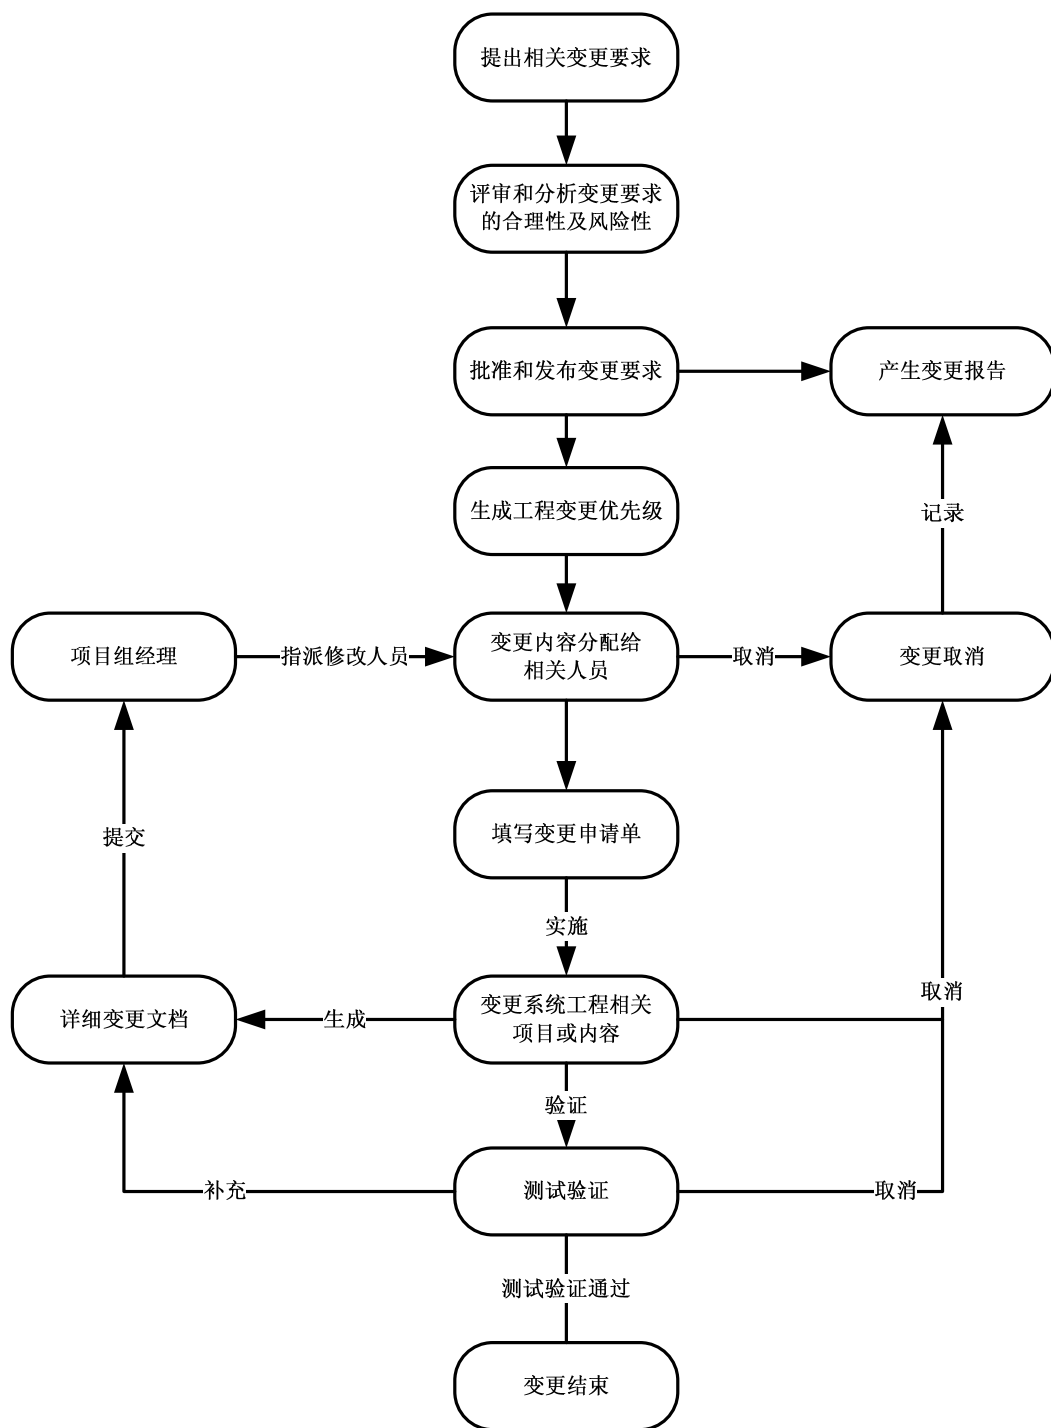 提出相关变更要求
评审和分析变更要求
的合理性及风险性
批准和发布变更要求
产生变更报告
生成工程变更优先级
记录
项目组经理
指派修改人员
变更内容分配给
相关人员
取消
变更取消
提交
填写变更申请单
实施
取消
详细变更文档
生成
变更系统工程相关
项目或内容
验证
补充
测试验证
取消
测试验证通过
变更结束